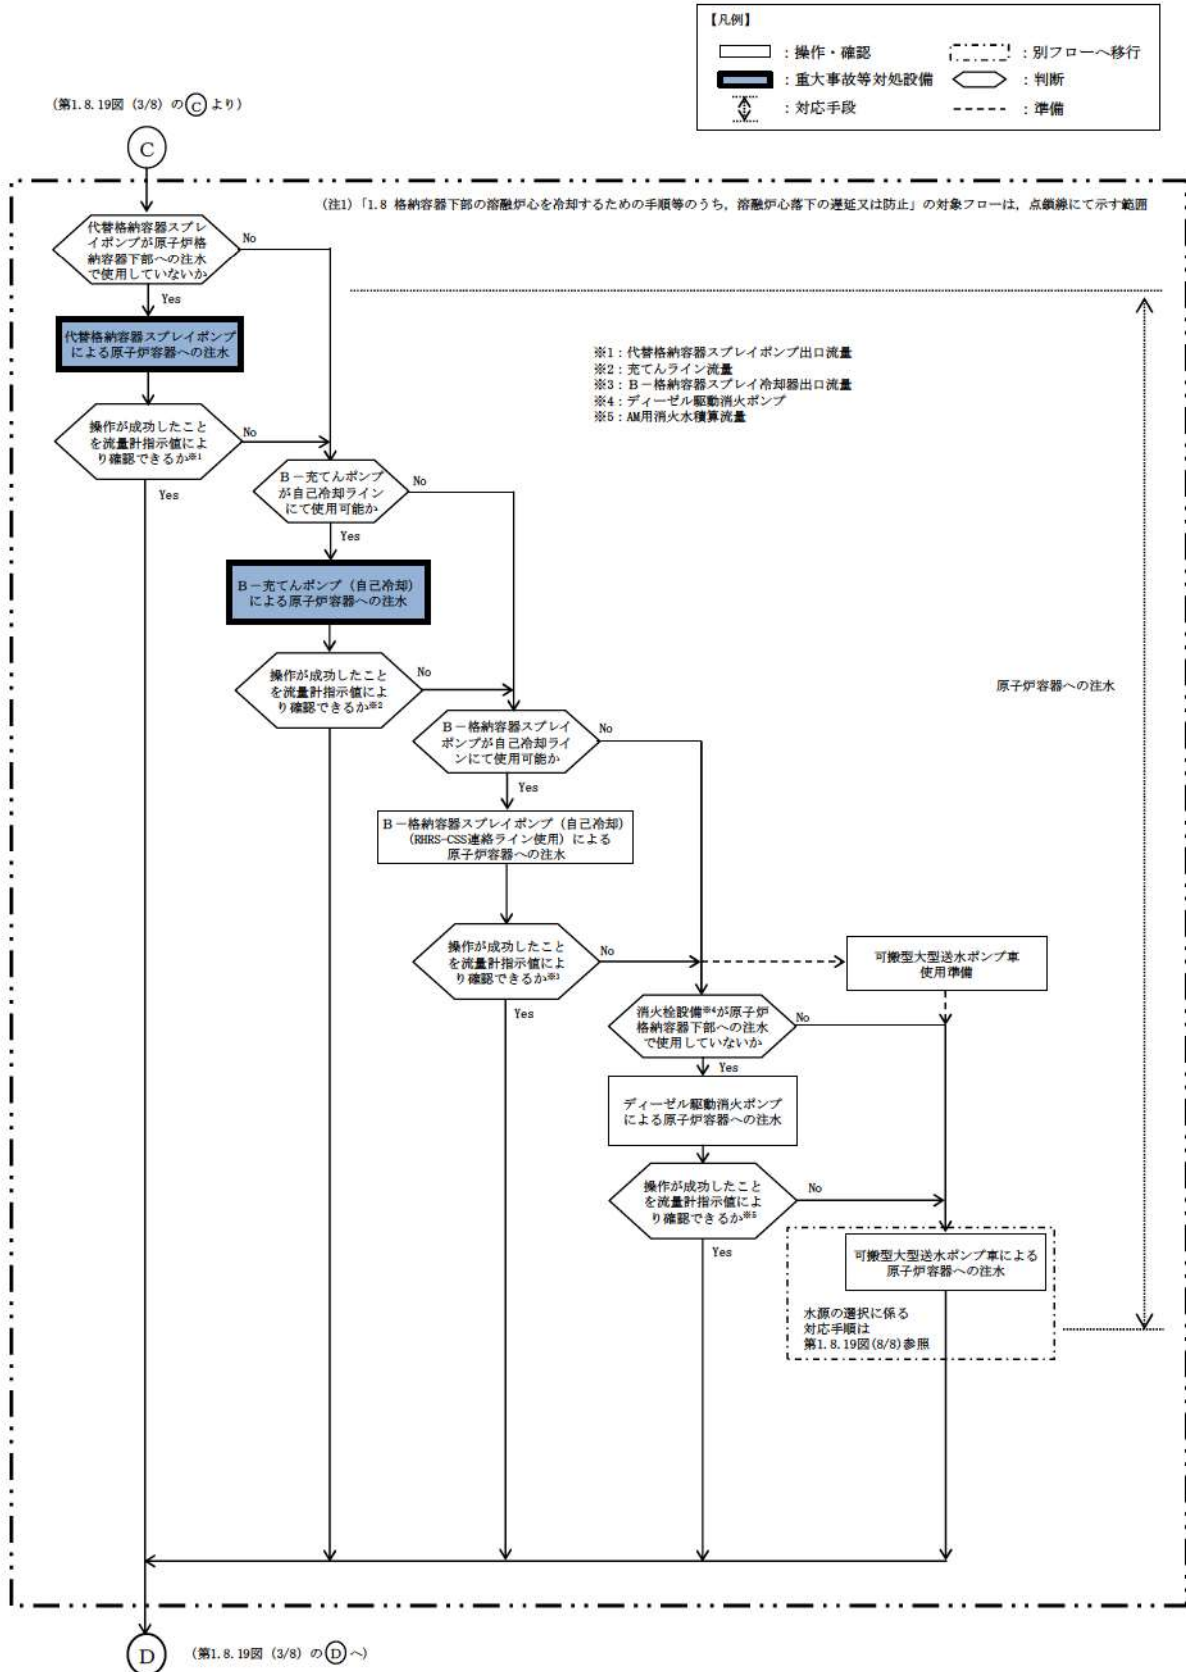 【凡例】
：操作・確認
：別フローへ移行
：重大事故等対処設備
：判断
：対応手段
：準備
(第1.8.19図 (3/8) の Ⓒ より)
C
(注1)「1.8 格納容器下部の溶融炉心を冷却するための手順等のうち，溶融炉心落下の遅延又は防止」の対象フローは，点鎖線にて示す範囲
代替格納容器スプレ
イポンプが原子炉格
納容器下部への注水
で使用していないか
No
Yes
代替格納容器スプレイポンプ
による原子炉容器への注水
※1：代替格納容器スプレイポンプ出口流量
※2：充てんライン流量
※3：B－格納容器スプレイ冷却器出口流量
※4：ディーゼル駆動消火ポンプ
※5：AM用消火水積算流量
操作が成功したこと
を流量計指示値によ
り確認できるか※1
No
Yes
B－充てんポンプ
が自己冷却ライン
にて使用可能か
No
Yes
B－充てんポンプ（自己冷却）
による原子炉容器への注水
操作が成功したこと
を流量計指示値によ
り確認できるか※2
No
原子炉容器への注水
B－格納容器スプレイ
ポンプが自己冷却ライ
ンにて使用可能か
No
Yes
B－格納容器スプレイポンプ（自己冷却）
（RHRS-CSS連絡ライン使用）による
原子炉容器への注水
操作が成功したこと
を流量計指示値によ
り確認できるか※3
No
Yes
可搬型大型送水ポンプ車
使用準備
消火栓設備※4が原子炉
格納容器下部への注水
で使用していないか
No
Yes
ディーゼル駆動消火ポンプ
による原子炉容器への注水
操作が成功したこと
を流量計指示値によ
り確認できるか※5
No
Yes
可搬型大型送水ポンプ車による
原子炉容器への注水
水源の選択に係る
対応手順は
第1.8.19図(8/8)参照
D
(第1.8.19図 (3/8) の Ⓓ へ)